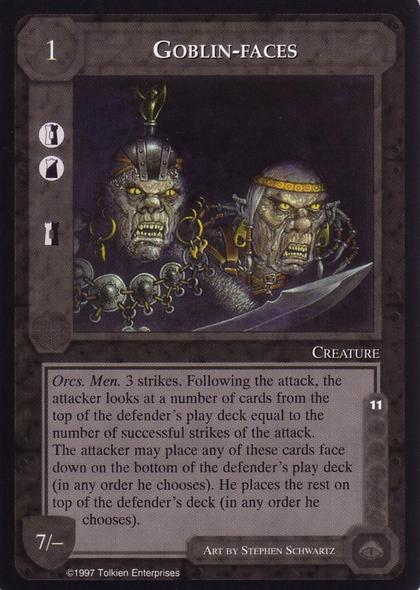 1
GOBLIN-FACES
CREATURE
Orcs. Men. 3 strikes. Following the attack, the
attacker looks at a number of cards from the
top of the defender's play deck equal to the
number of successful strikes of the attack.
The attacker may place any of these cards face
down on the bottom of the defender's play deck
(in any order he chooses). He places the rest on
top of the defender's deck (in any order he
chooses).
11
7/–
ART BY STEPHEN SCHWARTZ
©1997 Tolkien Enterprises